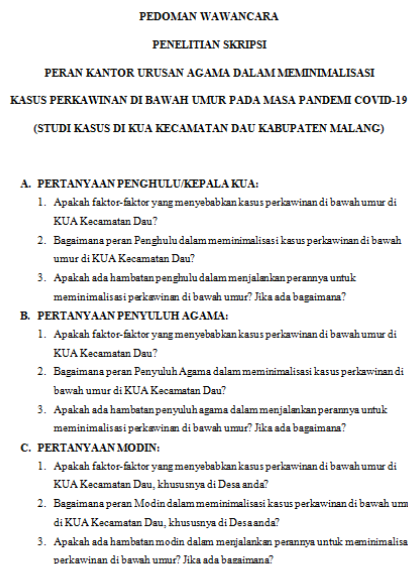 PEDOMAN WAWANCARA
PENELITIAN SKRIPSI
PERAN KANTOR URUSAN AGAMA DALAM MEMINIMALISASI
KASUS PERKAWINAN DI BAWAH UMUR PADA MASA PANDEMI COVID-19
(STUDI KASUS DI KUA KECAMATAN DAU KABUPATEN MALANG)
A. PERTANYAAN PENGHULU/KEPALA KUA:
1. Apakah faktor-faktor yang menyebabkan kasus perkawinan di bawah umur di
KUA Kecamatan Dau?
2. Bagaimana peran Penghulu dalam meminimalisasi kasus perkawinan di bawah
umur di KUA Kecamatan Dau?
3. Apakah ada hambatan penghulu dalam menjalankan perannya untuk
meminimalisasi perkawinan di bawah umur? Jika ada bagaimana?
B. PERTANYAAN PENYULUH AGAMA:
1. Apakah faktor-faktor yang menyebabkan kasus perkawinan di bawah umur di
KUA Kecamatan Dau?
2. Bagaimana peran Penyuluh Agama dalam meminimalisasi kasus perkawinan di
bawah umur di KUA Kecamatan Dau?
3. Apakah ada hambatan penyuluh agama dalam menjalankan perannya untuk
meminimalisasi perkawinan di bawah umur? Jika ada bagaimana?
C. PERTANYAAN MODIN:
1. Apakah faktor-faktor yang menyebabkan kasus perkawinan di bawah umur di
KUA Kecamatan Dau, khususnya di Desa anda?
2. Bagaimana peran Modin dalam meminimalisasi kasus perkawinan di bawah um
di KUA Kecamatan Dau, khususnya di Desa anda?
3. Apakah ada hambatan modin dalam menjalankan perannya untuk meminimalisa
perkawinan di bawah umur? Jika ada bagaimana?